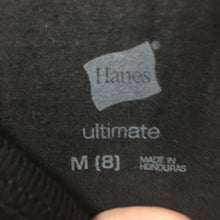 Hanes®
ultimate
M (8) MADE IN
HONDURAS